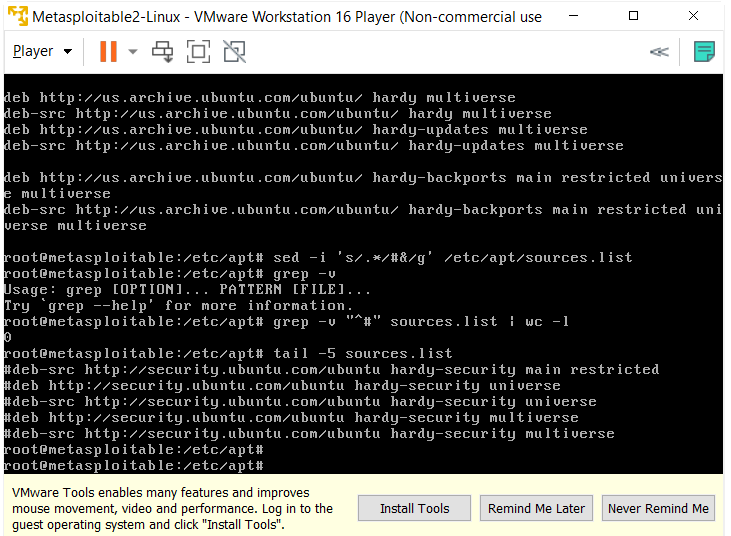 Metasploitable2-Linux - VMware Workstation 16 Player (Non-commercial use
Player
deb http://us.archive.ubuntu.com/ubuntu/ hardy multiverse
deb-src http://us.archive.ubuntu.com/ubuntu/ hardy multiverse
deb http://us.archive.ubuntu.com/ubuntu/ hardy-updates multiverse
deb-src http://us.archive.ubuntu.com/ubuntu/ hardy-updates multiverse
deb http://us.archive.ubuntu.com/ubuntu/ hardy-backports main restricted univers
e multiverse
deb-src http://us.archive.ubuntu.com/ubuntu/ hardy-backports main restricted uni
verse multiverse
root@metasploitable:/etc/apt# sed -i 's/.*/#&/g' /etc/apt/sources.list
root@metasploitable:/etc/apt# grep -v
Usage: grep [OPTION]... PATTERN [FILE]...
Try `grep --help' for more information.
root@metasploitable:/etc/apt# grep -v "^#" sources.list | wc -l
0
root@metasploitable:/etc/apt# tail -5 sources.list
#deb-src http://security.ubuntu.com/ubuntu hardy-security main restricted
#deb http://security.ubuntu.com/ubuntu hardy-security universe
#deb-src http://security.ubuntu.com/ubuntu hardy-security universe
#deb http://security.ubuntu.com/ubuntu hardy-security multiverse
#deb-src http://security.ubuntu.com/ubuntu hardy-security multiverse
root@metasploitable:/etc/apt#
root@metasploitable:/etc/apt#
VMware Tools enables many features and improves
mouse movement, video and performance. Log in to the
guest operating system and click "Install Tools".
Install Tools
Remind Me Later
Never Remind Me